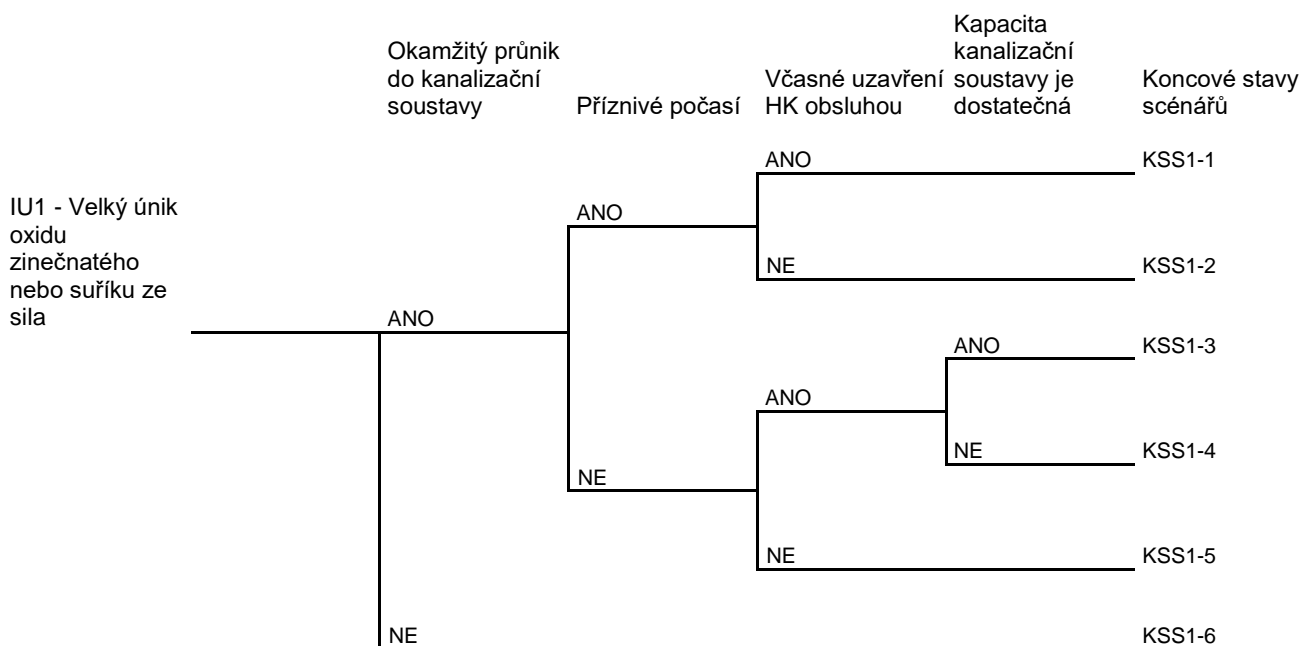 Okamžitý průnik
do kanalizační
soustavy
Příznivé počasí
Včasné uzavření
HK obsluhou
Kapacita
kanalizační
soustavy je
dostatečná
Koncové stavy
scénářů
IU1 - Velký únik
oxidu
zinečnatého
nebo suříku ze
sila
ANO KSS1-1
ANO
NE KSS1-2
ANO
ANO KSS1-3
ANO
NE KSS1-4
NE
NE KSS1-5
NE KSS1-6